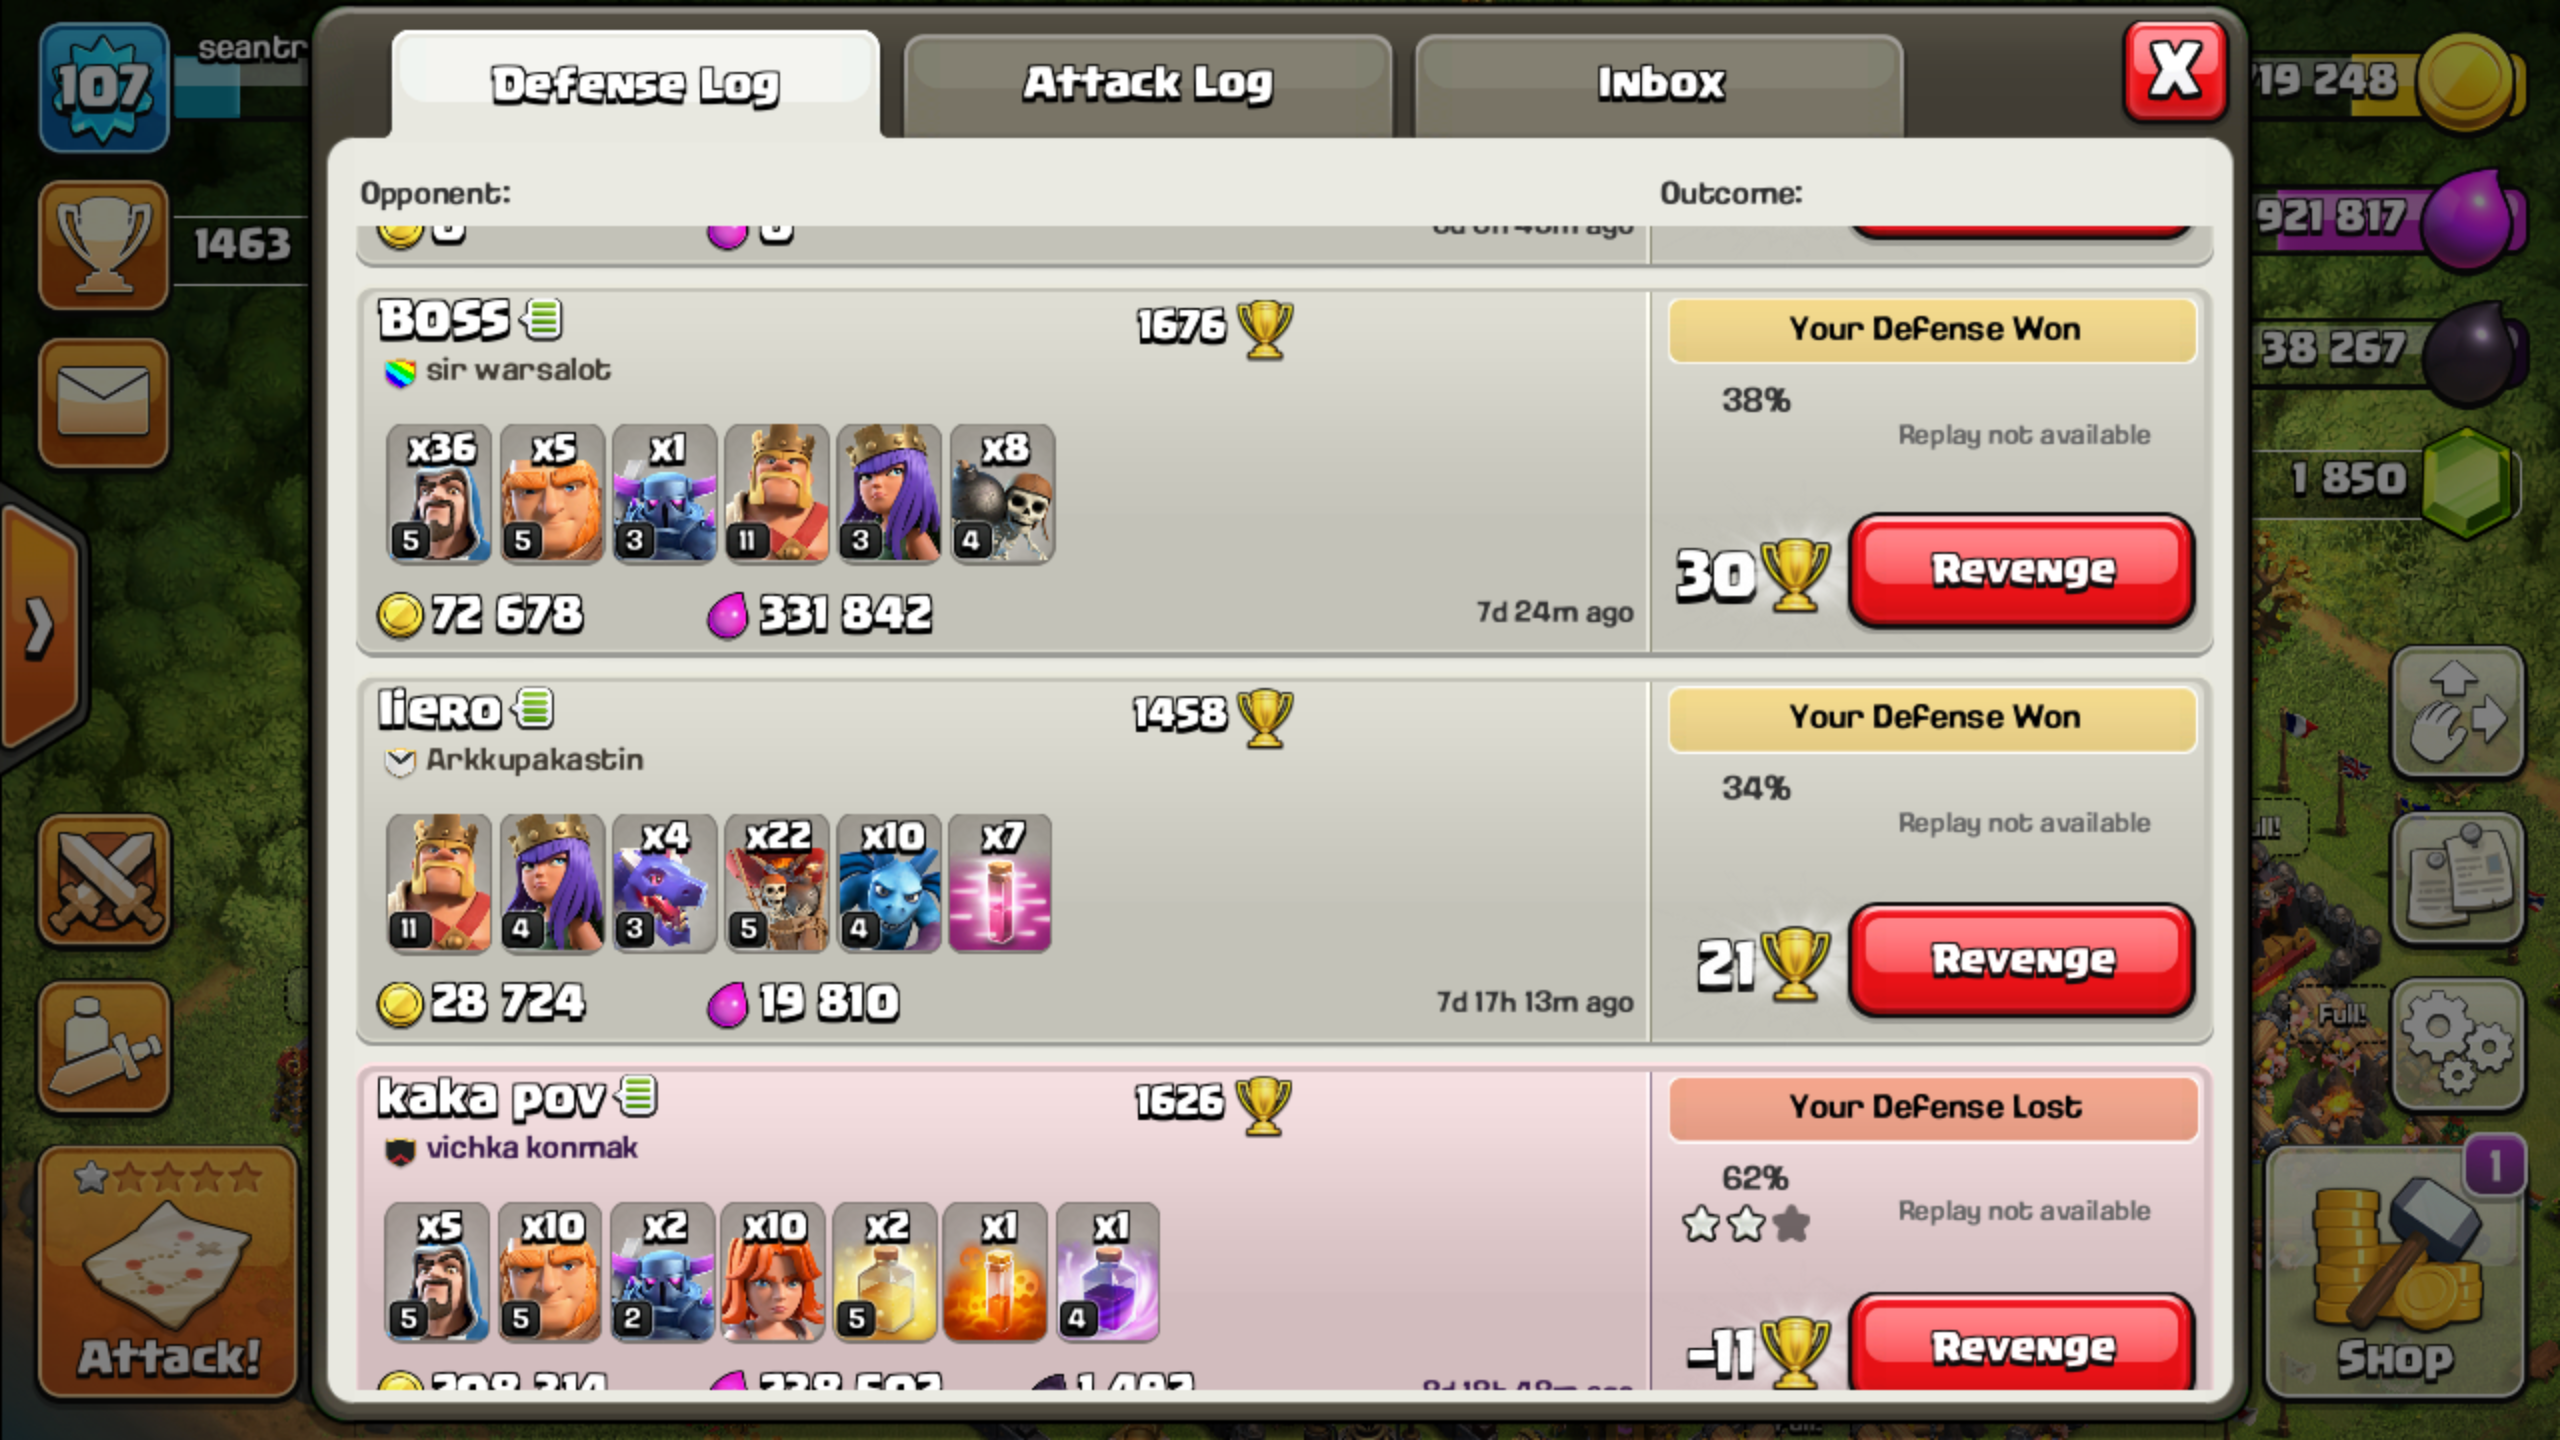 107
seantr
1463
Defense Log
Attack Log
Inbox
X
19 248
921 817
38 267
1 850
Opponent:
Outcome:
BOSS
1676
sir warsalot
x36
x5
x1
x8
5
5
3
11
3
4
72 678
331 842
7d 24m ago
Your Defense Won
38%
Replay not available
30
Revenge
liero
1458
Arkkupakastin
x4
x22
x10
x7
11
4
3
5
4
28 724
19 810
7d 17h 13m ago
Your Defense Won
34%
Replay not available
21
Revenge
kaka pov
1626
vichka konmak
x5
x10
x2
x10
x2
x1
x1
5
5
2
5
4
Your Defense Lost
62%
Replay not available
-11
Revenge
Attack!
Full!
1
Shop